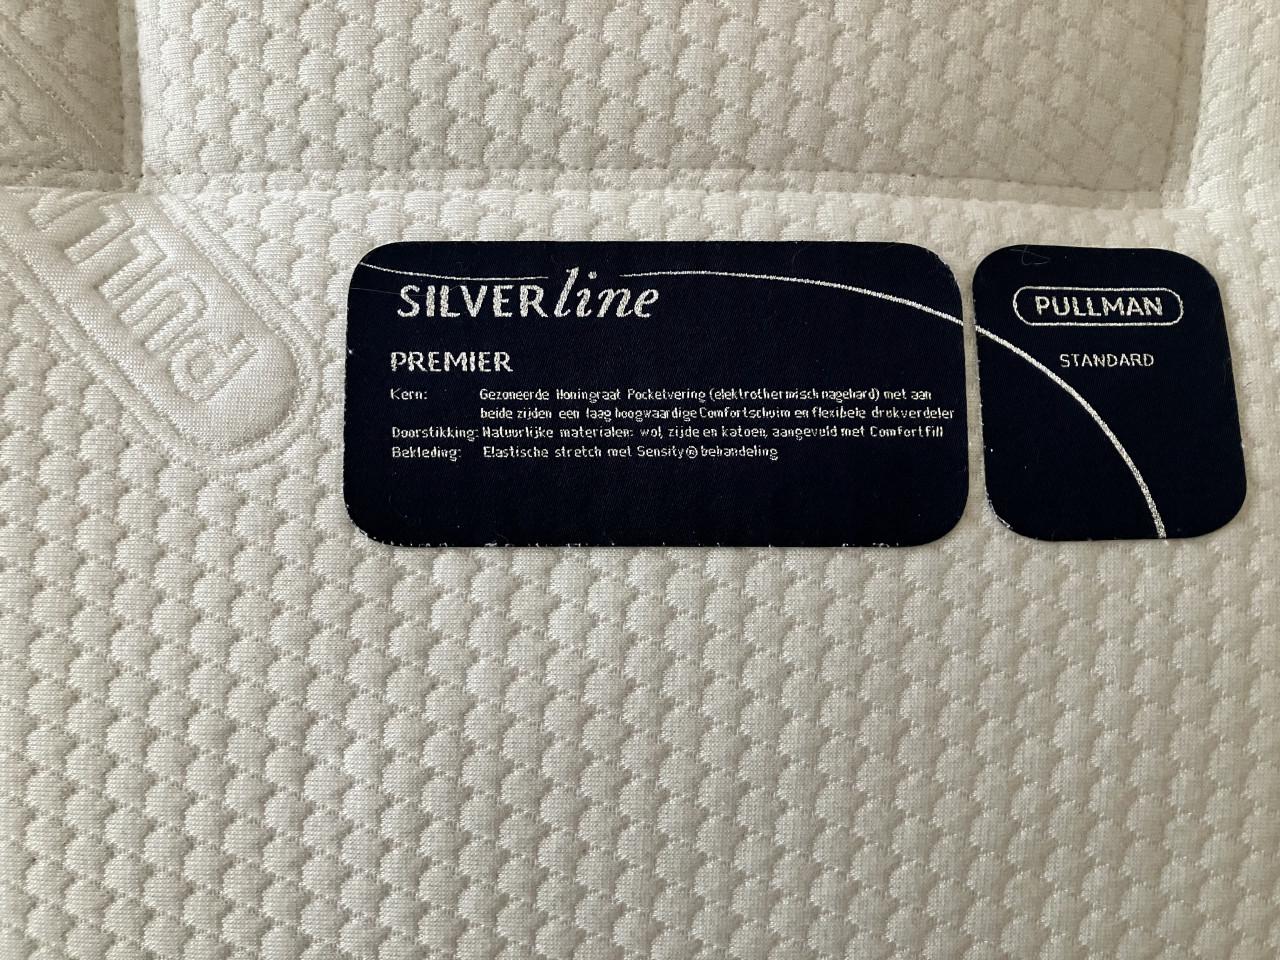 SILVERline
PREMIER
Kern: Gezoneerde Honingraat Pocketvering (elektrothermisch nagehard) met aan
beide zijden een laag hoogwaardige Comfortschuim en flexibele drukverdeler
Doorstikking: Natuurlijke materialen: wol, zijde en katoen, aangevuld met Comfortfill
Bekleding: Elastische stretch met Sensity® behandeling
PULLMAN
STANDARD
PULL